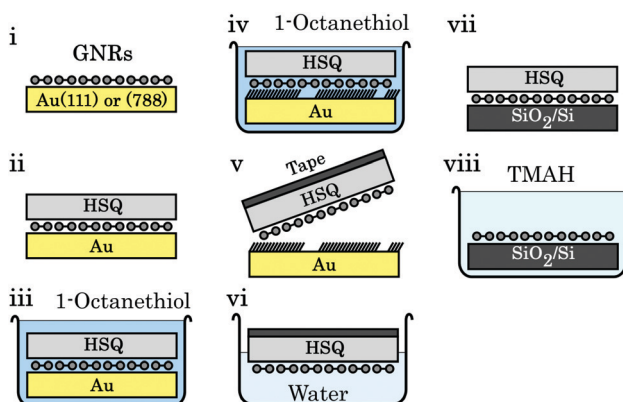 i
GNRs
Au(111) or (788)
ii
HSQ
Au
iii
1-Octanethiol
HSQ
Au
iv
1-Octanethiol
HSQ
Au
v
Tape
HSQ
Au
vi
HSQ
Water
vii
HSQ
SiO₂/Si
viii
TMAH
SiO₂/Si